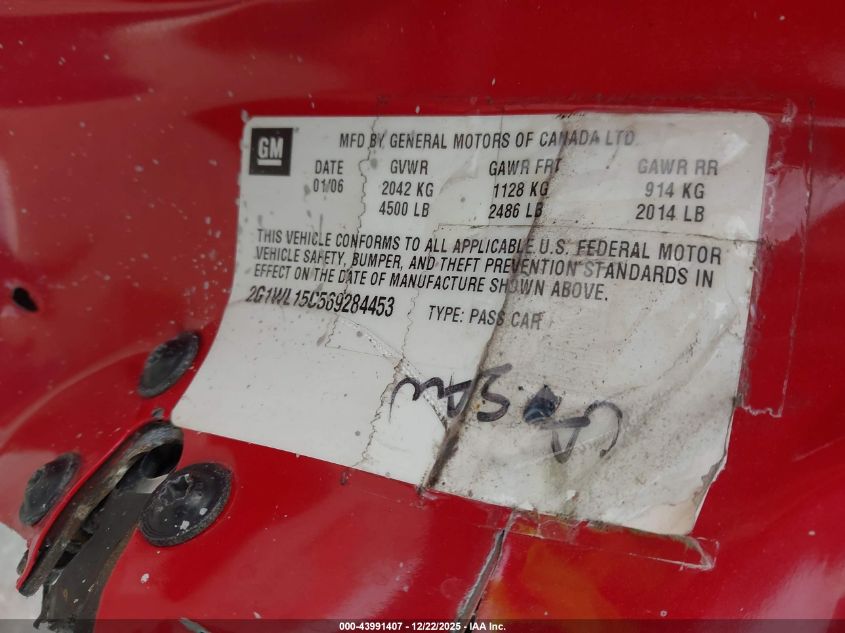 GM
MFD BY GENERAL MOTORS OF CANADA LTD.
DATE GVWR GAWR FRT GAWR RR
01/06 2042 KG 1128 KG 914 KG
4500 LB 2486 LB 2014 LB
THIS VEHICLE CONFORMS TO ALL APPLICABLE U.S. FEDERAL MOTOR
VEHICLE SAFETY, BUMPER, AND THEFT PREVENTION STANDARDS IN
EFFECT ON THE DATE OF MANUFACTURE SHOWN ABOVE.
2G1WL15C569284453 TYPE: PASS CAR
000-43991407 - 12/22/2025 - IAA Inc.